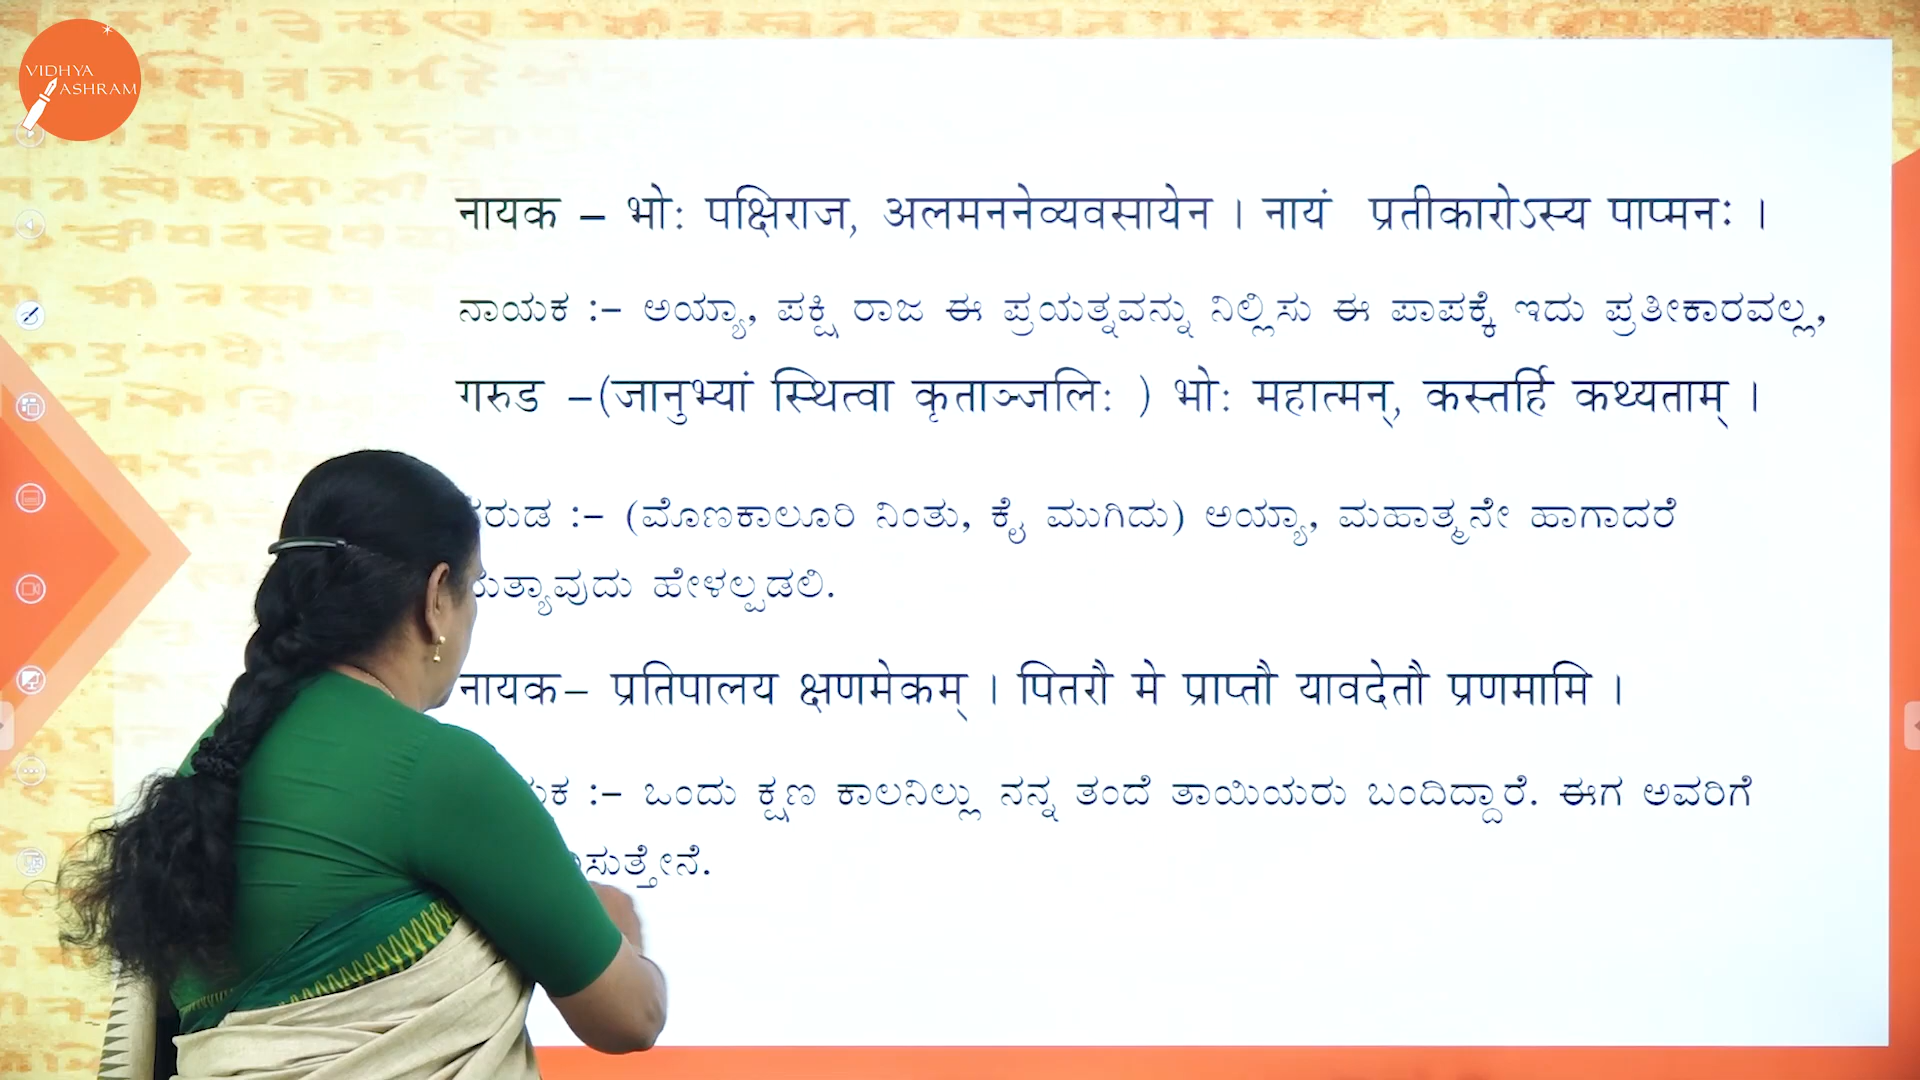 VIDHYA
ASHRAM
नायक – भोः पक्षिराज, अलमननेव्यवसायेन । नायं प्रतीकारोऽस्य पाप्मनः ।
ನಾಯಕ :– ಅಯ್ಯಾ, ಪಕ್ಷಿ ರಾಜ ಈ ಪ್ರಯತ್ನವನ್ನು ನಿಲ್ಲಿಸು ಈ ಪಾಪಕ್ಕೆ ಇದು ಪ್ರತೀಕಾರವಲ್ಲ,
गरुड –(जानुभ्यां स्थित्वा कृताञ्जलिः ) भोः महात्मन्, कस्तर्हि कथ्यताम् ।
:– (ಮೊಣಕಾಲೂರಿ ನಿಂತು, ಕೈ ಮುಗಿದು) ಅಯ್ಯಾ, ಮಹಾತ್ಮನೇ ಹಾಗಾದರೆ
ಹೇಳಲ್ಪಡಲಿ.
नायक– प्रतिपालय क्षणमेकम् । पितरौ मे प्राप्तौ यावदेतौ प्रणमामि ।
:– ಒಂದು ಕ್ಷಣ ಕಾಲನಿಲ್ಲು ನನ್ನ ತಂದೆ ತಾಯಿಯರು ಬಂದಿದ್ದಾರೆ. ಈಗ ಅವರಿಗೆ